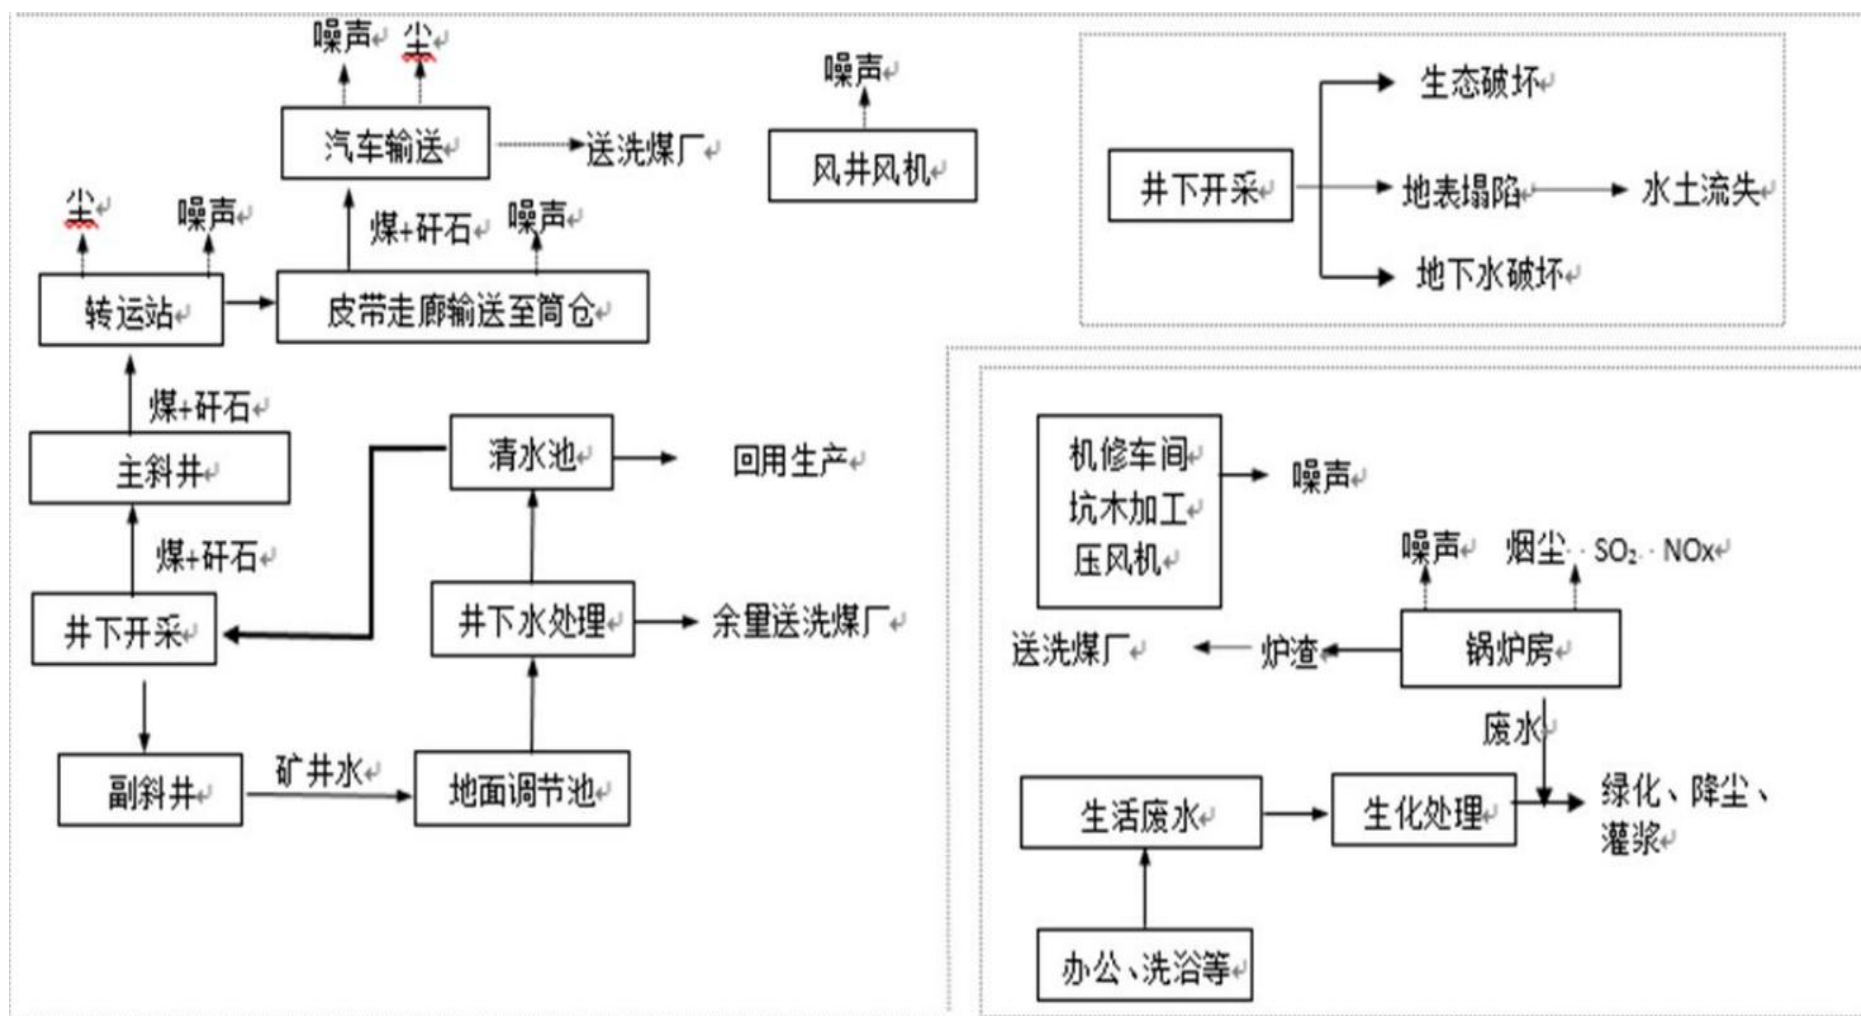 噪声
尘
汽车输送
送洗煤厂
尘
噪声
煤+矸石
噪声
转运站
皮带走廊输送至筒仓
煤+矸石
主斜井
煤+矸石
井下开采
副斜井
矿井水
地面调节池
井下水处理
余量送洗煤厂
清水池
回用生产
噪声
风井风机
井下开采
生态破坏
地表塌陷
水土流失
地下水破坏
机修车间
坑木加工
压风机
噪声
噪声
烟尘 SO₂ NOx
锅炉房
炉渣
送洗煤厂
废水
生活废水
生化处理
绿化、降尘、
灌浆
办公、洗浴等